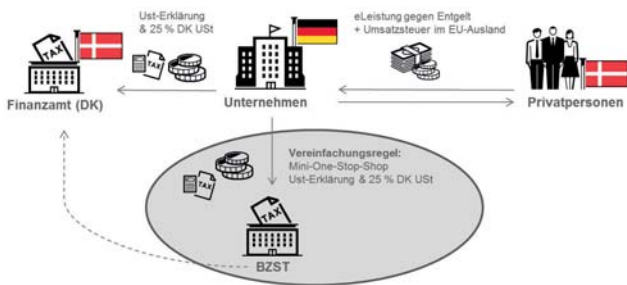 Ust-Erklärung
& 25 % DK USt
eLeistung gegen Entgelt
+ Umsatzsteuer im EU-Ausland
TAX
TAX
Finanzamt (DK)
Unternehmen
Privatpersonen
Vereinfachungsregel:
Mini-One-Stop-Shop
Ust-Erklärung & 25 % DK USt
TAX
TAX
BZST